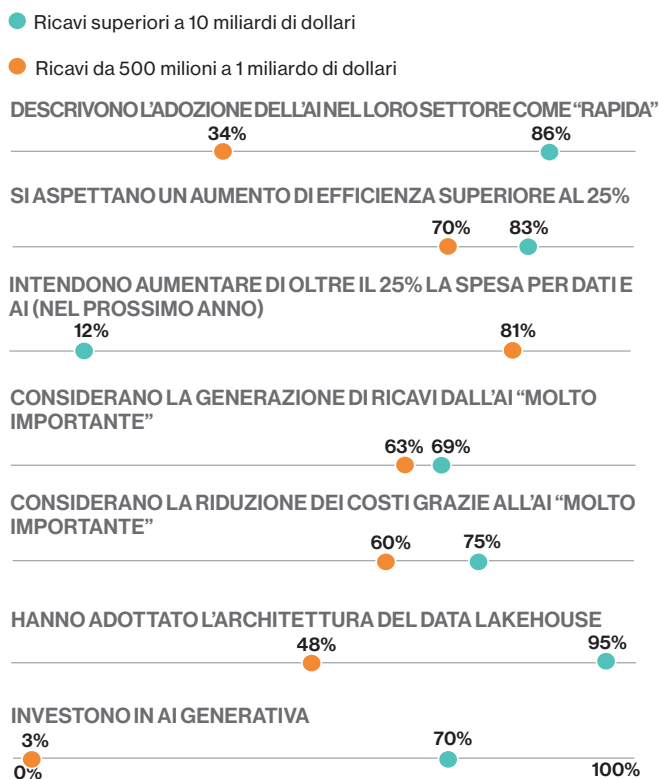 Ricavi superiori a 10 miliardi di dollari
Ricavi da 500 milioni a 1 miliardo di dollari
DESCRIVONO L'ADOZIONE DELL'AI NEL LORO SETTORE COME “RAPIDA”
34% 86%
SI ASPETTANO UN AUMENTO DI EFFICIENZA SUPERIORE AL 25%
70% 83%
INTENDONO AUMENTARE DI OLTRE IL 25% LA SPESA PER DATI E
AI (NEL PROSSIMO ANNO)
12% 81%
CONSIDERANO LA GENERAZIONE DI RICAVI DALL'AI “MOLTO
IMPORTANTE”
63% 69%
CONSIDERANO LA RIDUZIONE DEI COSTI GRAZIE ALL'AI “MOLTO
IMPORTANTE”
60% 75%
HANNO ADOTTATO L'ARCHITETTURA DEL DATA LAKEHOUSE
48% 95%
INVESTONO IN AI GENERATIVA
3% 70%
0% 100%